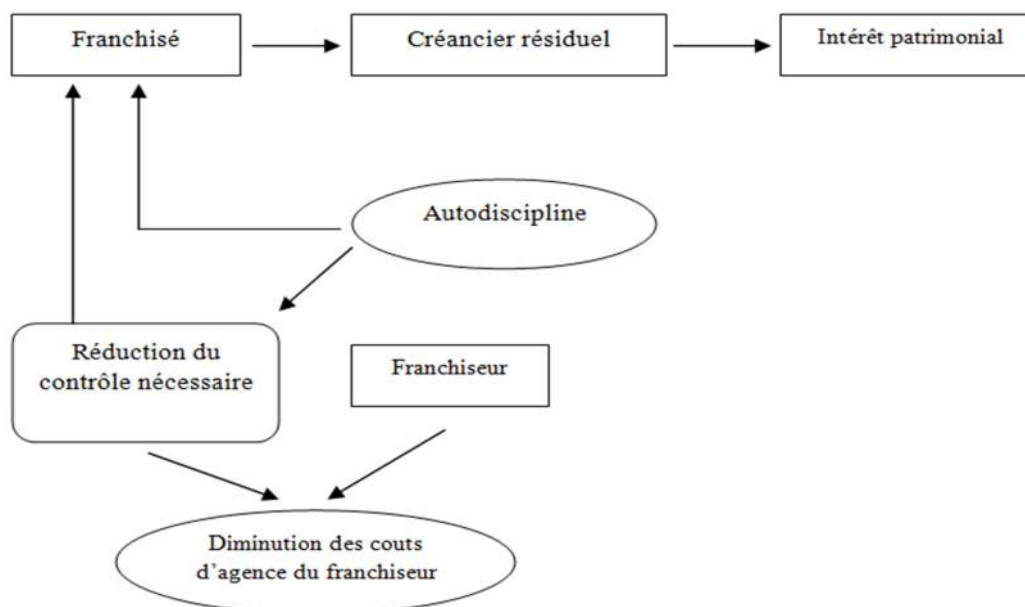 Franchisé
Créancier résiduel
Intérêt patrimonial
Autodiscipline
Réduction du
contrôle nécessaire
Franchiseur
Diminution des couts
d'agence du franchiseur